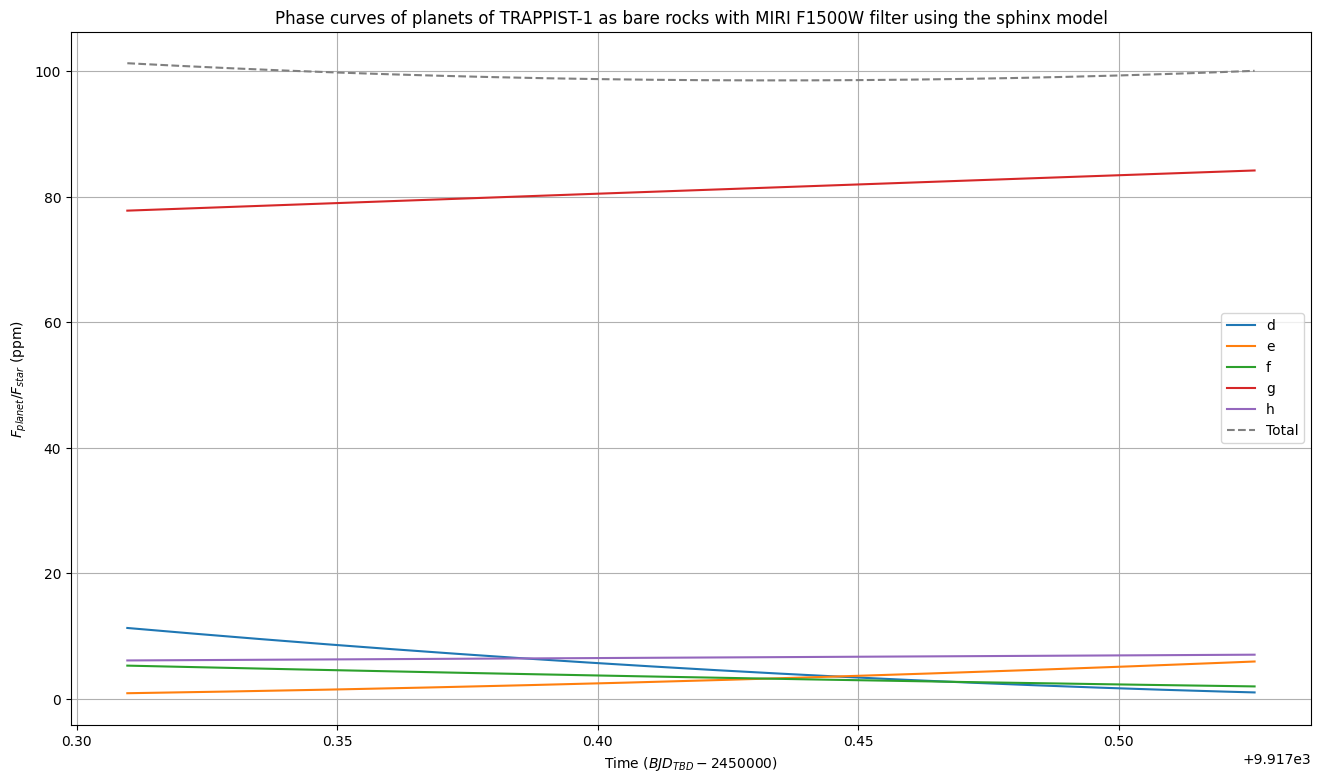 Phase curves of planets of TRAPPIST-1 as bare rocks with MIRI F1500W filter using the sphinx model
100
80
60
40
20
0
F_planet/F_star (ppm)
d
e
f
g
h
Total
0.30 0.35 0.40 0.45 0.50
+9.917e3
Time (BJD_TBD − 2450000)